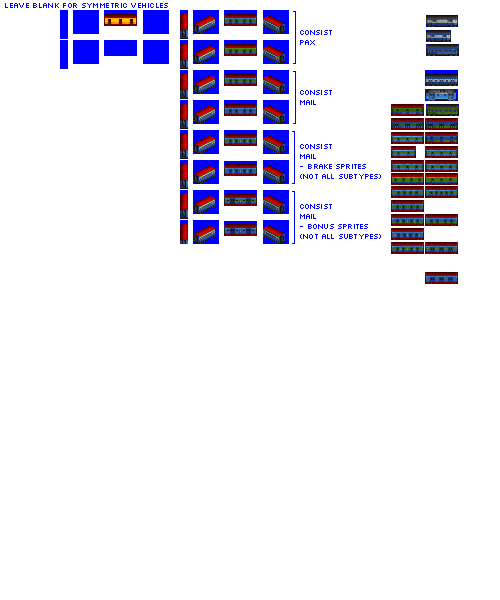 LEAVE BLANK FOR SYMMETRIC VEHICLES
CONSIST
PAX
CONSIST
MAIL
CONSIST
MAIL
- BRAKE SPRITES
(NOT ALL SUBTYPES)
CONSIST
MAIL
- BONUS SPRITES
(NOT ALL SUBTYPES)